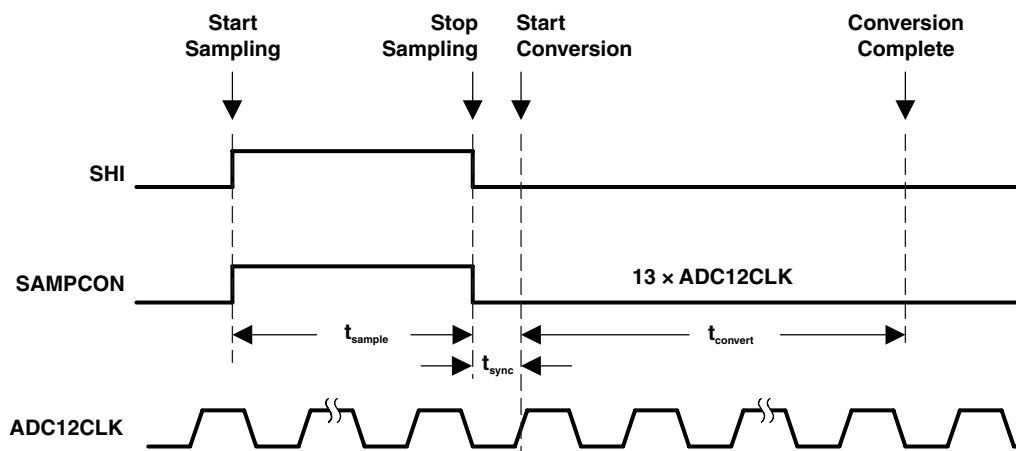 Start
Sampling
Stop
Sampling
Start
Conversion
Conversion
Complete
SHI
SAMPCON
13 × ADC12CLK
tsample
tconvert
tsync
ADC12CLK